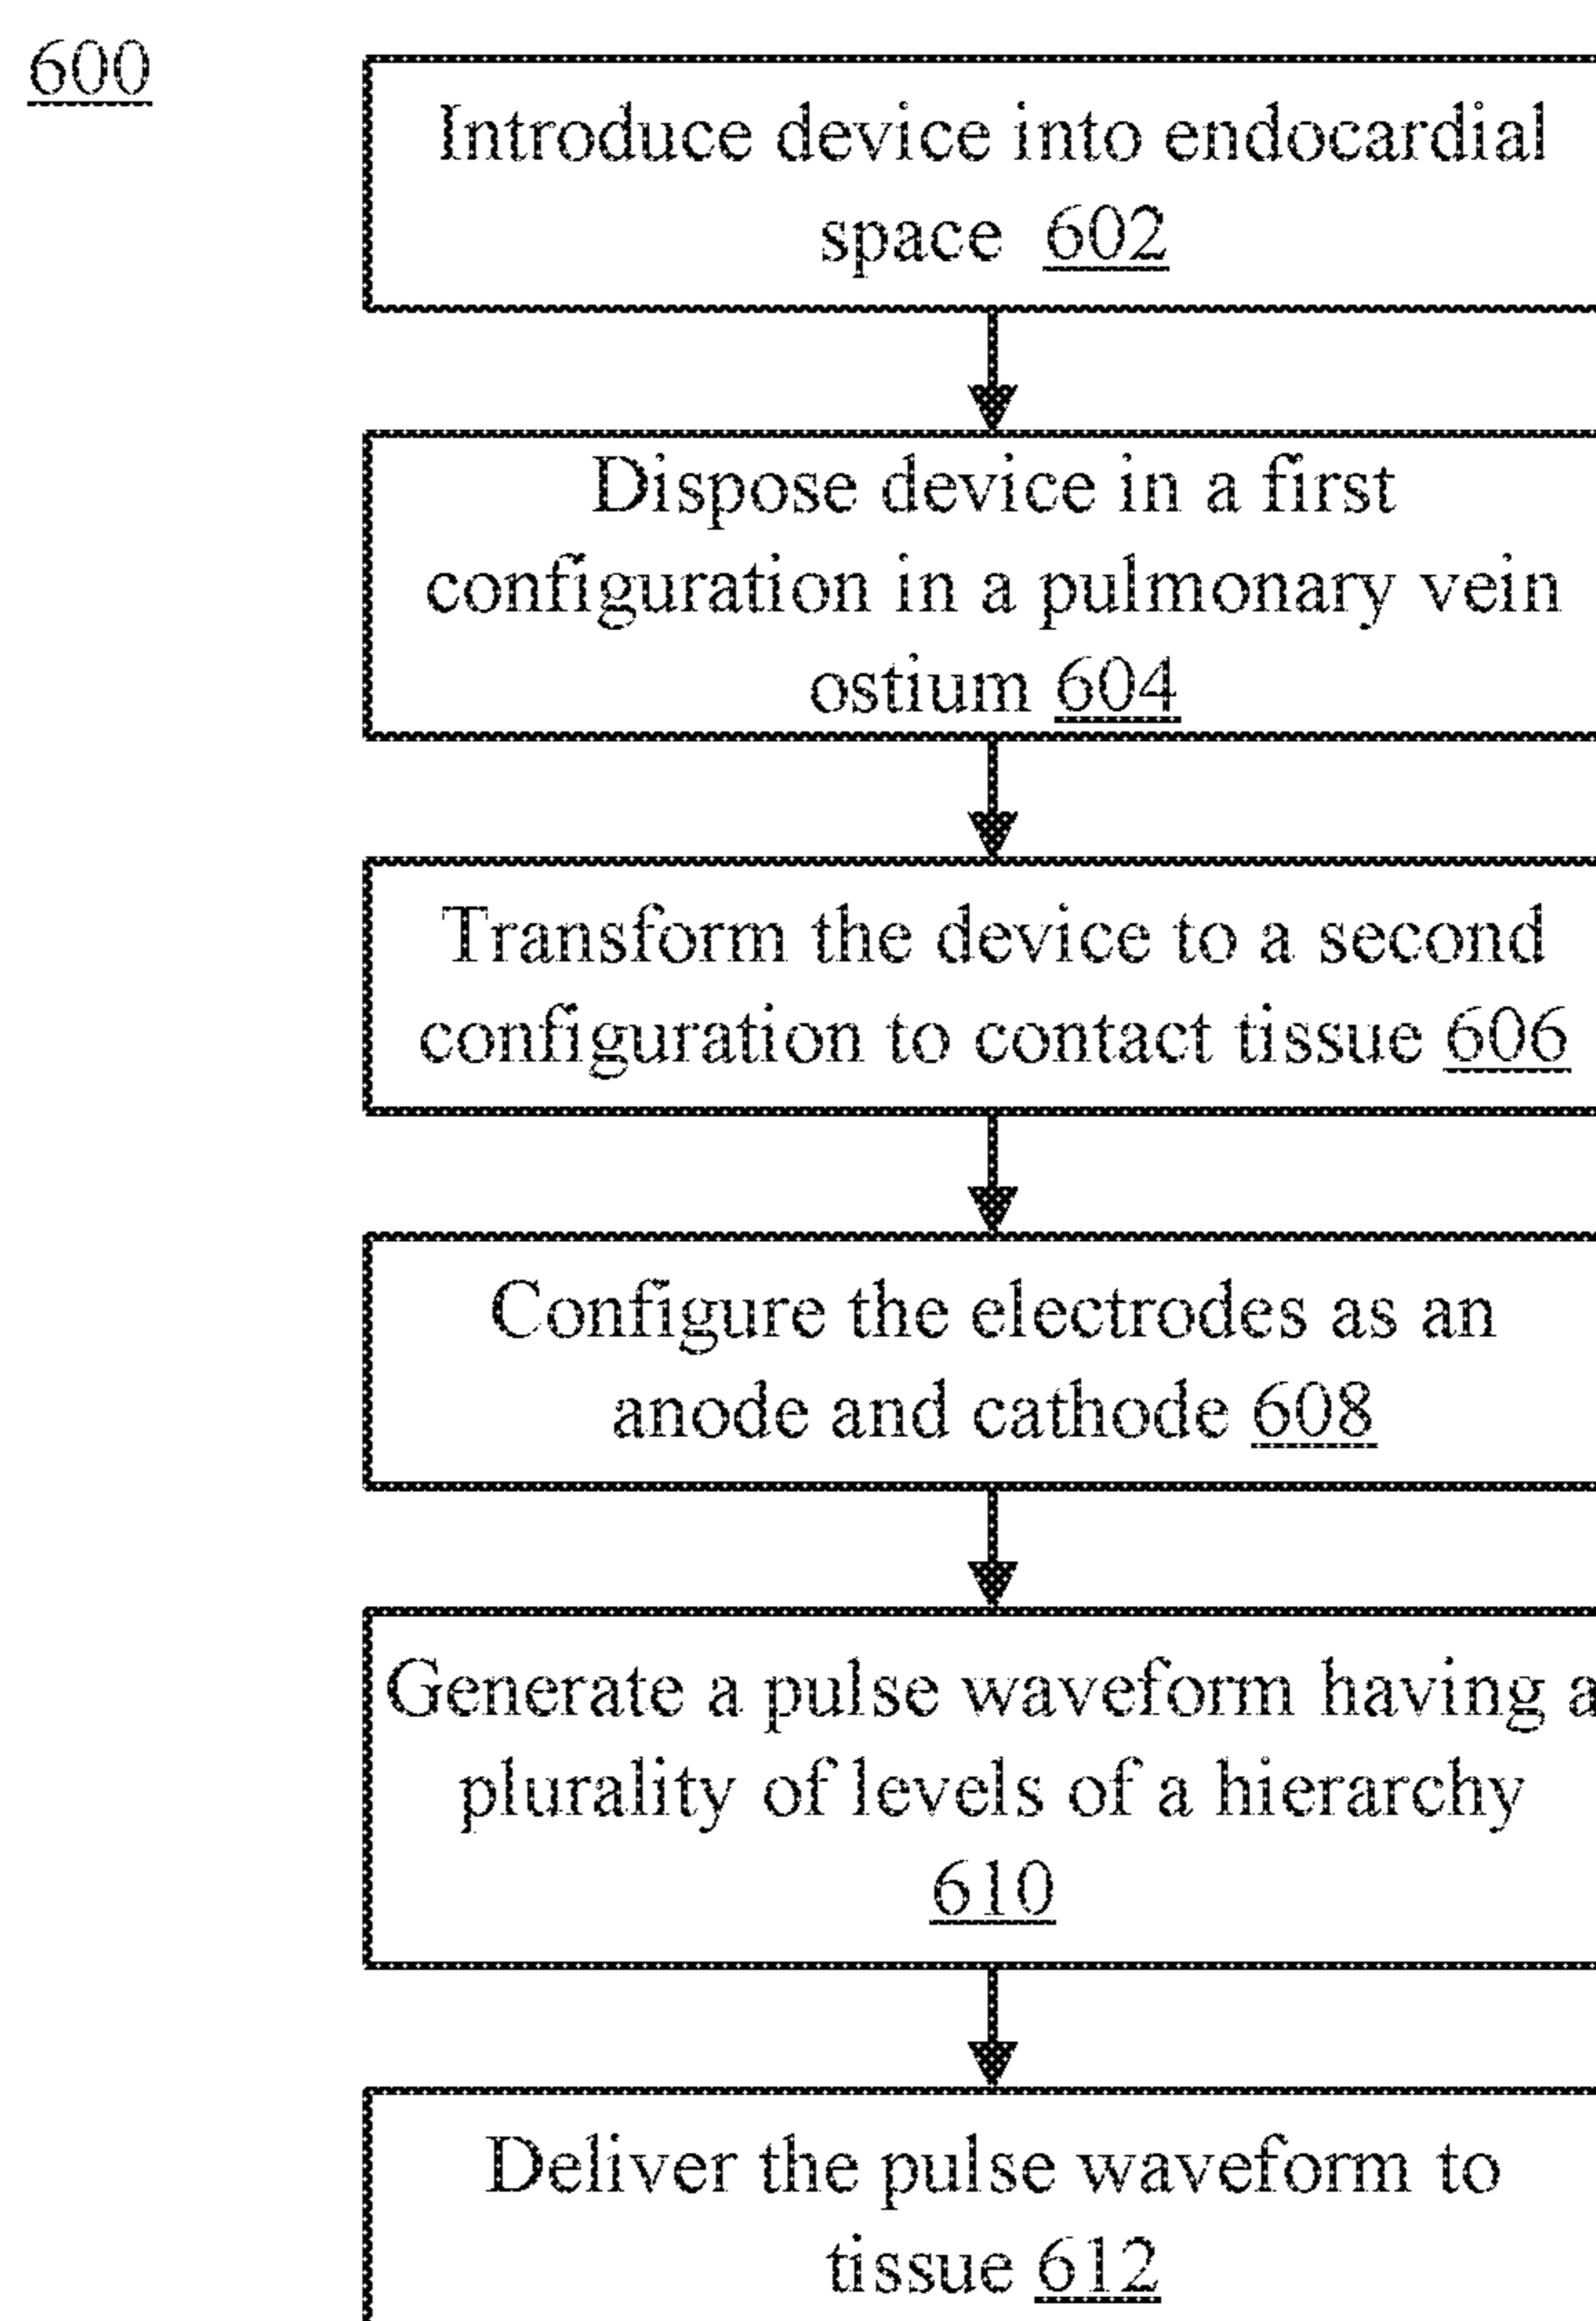 600
Introduce device into endocardial
space 602
Dispose device in a first
configuration in a pulmonary vein
ostium 604
Transform the device to a second
configuration to contact tissue 606
Configure the electrodes as an
anode and cathode 608
Generate a pulse waveform having a
plurality of levels of a hierarchy
610
Deliver the pulse waveform to
tissue 612